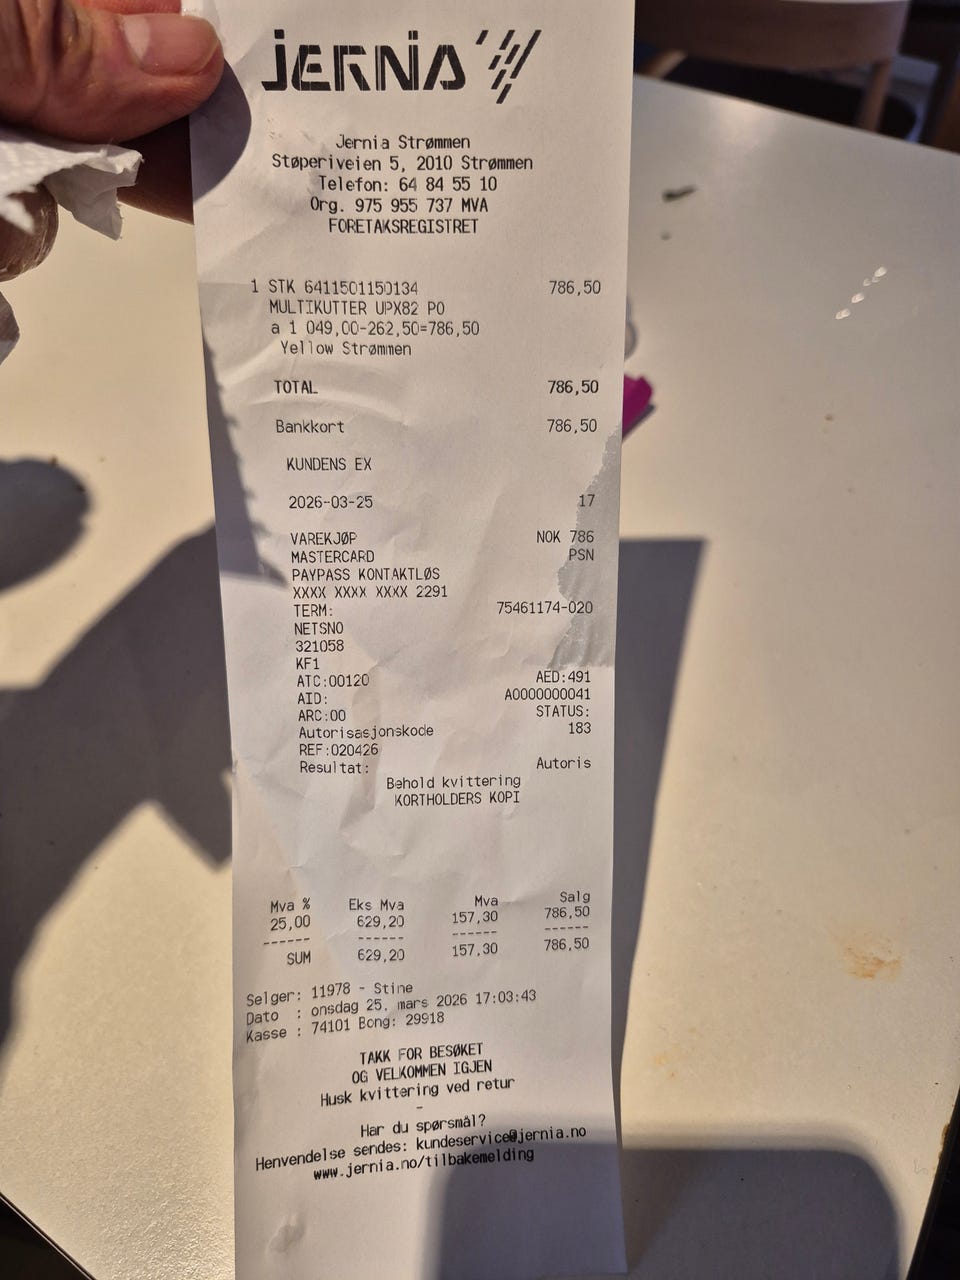 JERNIA
Jernia Strømmen
Støperiveien 5, 2010 Strømmen
Telefon: 64 84 55 10
Org. 975 955 737 MVA
FORETAKSREGISTRET
1 STK 6411501150134 786,50
MULTIKUTTER UPX82 PO
a 1 049,00-262,50=786,50
Yellow Strømmen
TOTAL 786,50
Bankkort 786,50
KUNDENS EX
2026-03-25 17
VAREKJØP NOK 786
MASTERCARD PSN
PAYPASS KONTAKTLØS
XXXX XXXX XXXX 2291
TERM: 75461174-020
NETSNO
321058
KF1
ATC:00120 AED:491
AID: A0000000041
ARC:00 STATUS:
Autorisasjonskode 183
REF:020426
Resultat: Autoris
Behold kvittering
KORTHOLDERS KOPI
Mva % Eks Mva Mva Salg
25,00 629,20 157,30 786,50
------ ------ ------ ------
SUM 629,20 157,30 786,50
Selger: 11978 - Stine
Dato : onsdag 25. mars 2026 17:03:43
Kasse : 74101 Bong: 29918
TAKK FOR BESØKET
OG VELKOMMEN IGJEN
Husk kvittering ved retur
-
Har du spørsmål?
Henvendelse sendes: kundeservice@jernia.no
www.jernia.no/tilbakemelding